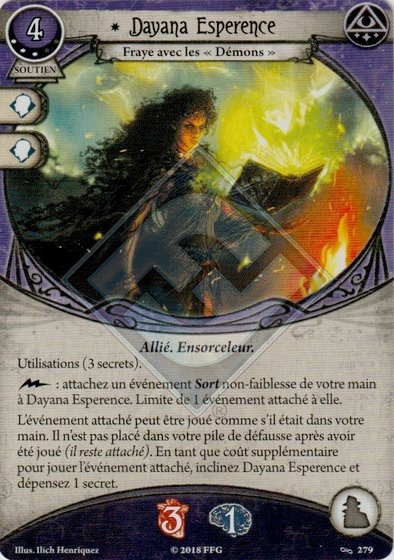 4
Dayana Esperence
SOUTIEN
Fraye avec les « Démons »
Allié. Ensorceleur.
Utilisations (3 secrets).
: attachez un événement Sort non-faiblesse de votre main
à Dayana Esperence. Limite de 1 événement attaché à elle.
L'événement attaché peut être joué comme s'il était dans votre
main. Il n'est pas placé dans votre pile de défausse après avoir
été joué (il reste attaché). En tant que coût supplémentaire
pour jouer l'événement attaché, inclinez Dayana Esperence et
dépensez 1 secret.
3 1
Illus. Ilich Henriquez © 2018 FFG 279